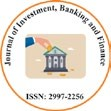 Journal of Investment, Banking and Finance
ISSN: 2997-2256